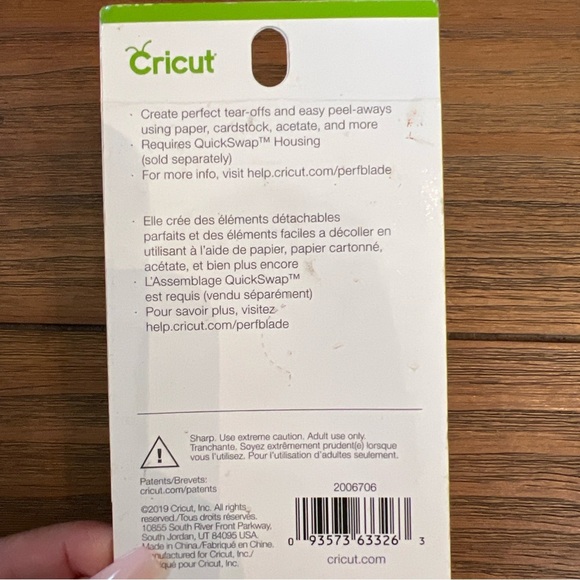 Cricut
· Create perfect tear-offs and easy peel-aways
using paper, cardstock, acetate, and more
· Requires QuickSwap™ Housing
(sold separately)
· For more info, visit help.cricut.com/perfblade
· Elle crée des éléments détachables
parfaits et des éléments faciles a décoller en
utilisant à l'aide de papier, papier cartonné,
acétate, et bien plus encore
· L'Assemblage QuickSwap™
est requis (vendu séparément)
· Pour savoir plus, visitez
help.cricut.com/perfblade
Sharp. Use extreme caution. Adult use only.
Tranchante. Soyez extrêmement prudent(e) lorsque
vous l'utilisez. Pour l'utilisation d'adultes seulement.
Patents/Brevets:
cricut.com/patents
©2019 Cricut, Inc. All rights
reserved./Tous droits réservés.
10855 South River Front Parkway,
South Jordan, UT 84095 USA.
Made in China./Fabriqué en Chine.
for Cricut, Inc./
pour Cricut, Inc.
2006706
0 93573 63326 3
cricut.com